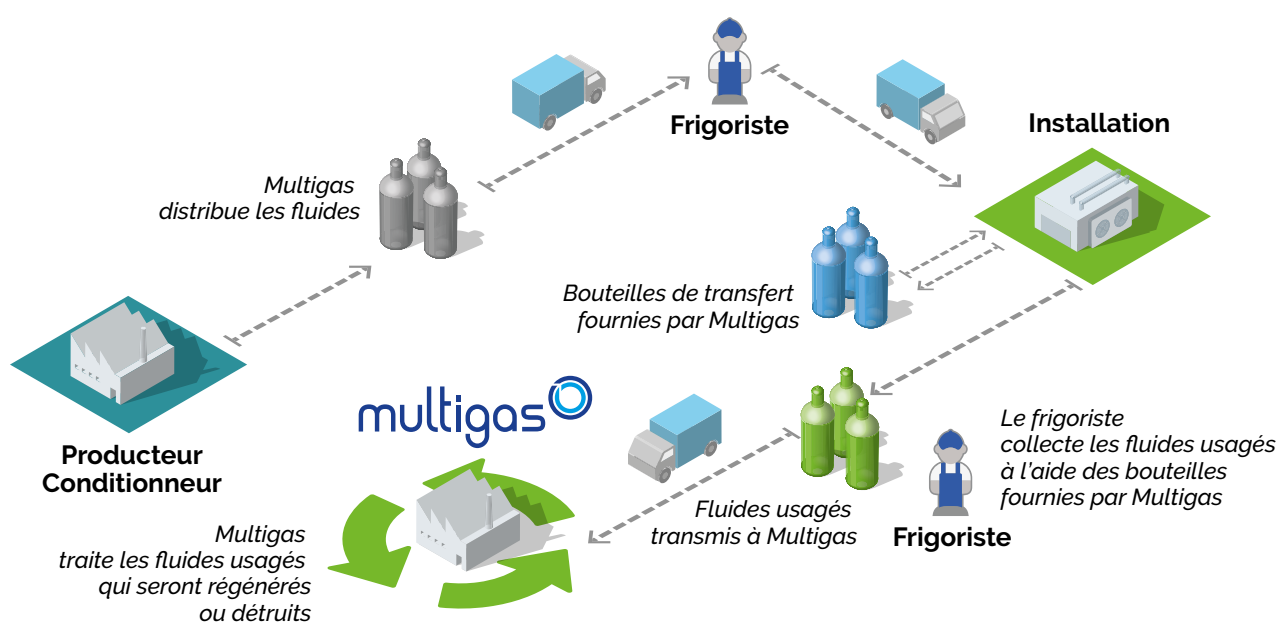 Frigoriste
Installation
Multigas
distribue les fluides
Bouteilles de transfert
fournies par Multigas
Producteur
Conditionneur
multigas
Le frigoriste
collecte les fluides usagés
à l'aide des bouteilles
fournies par Multigas
Frigoriste
Fluides usagés
transmis à Multigas
Multigas
traite les fluides usagés
qui seront régénérés
ou détruits